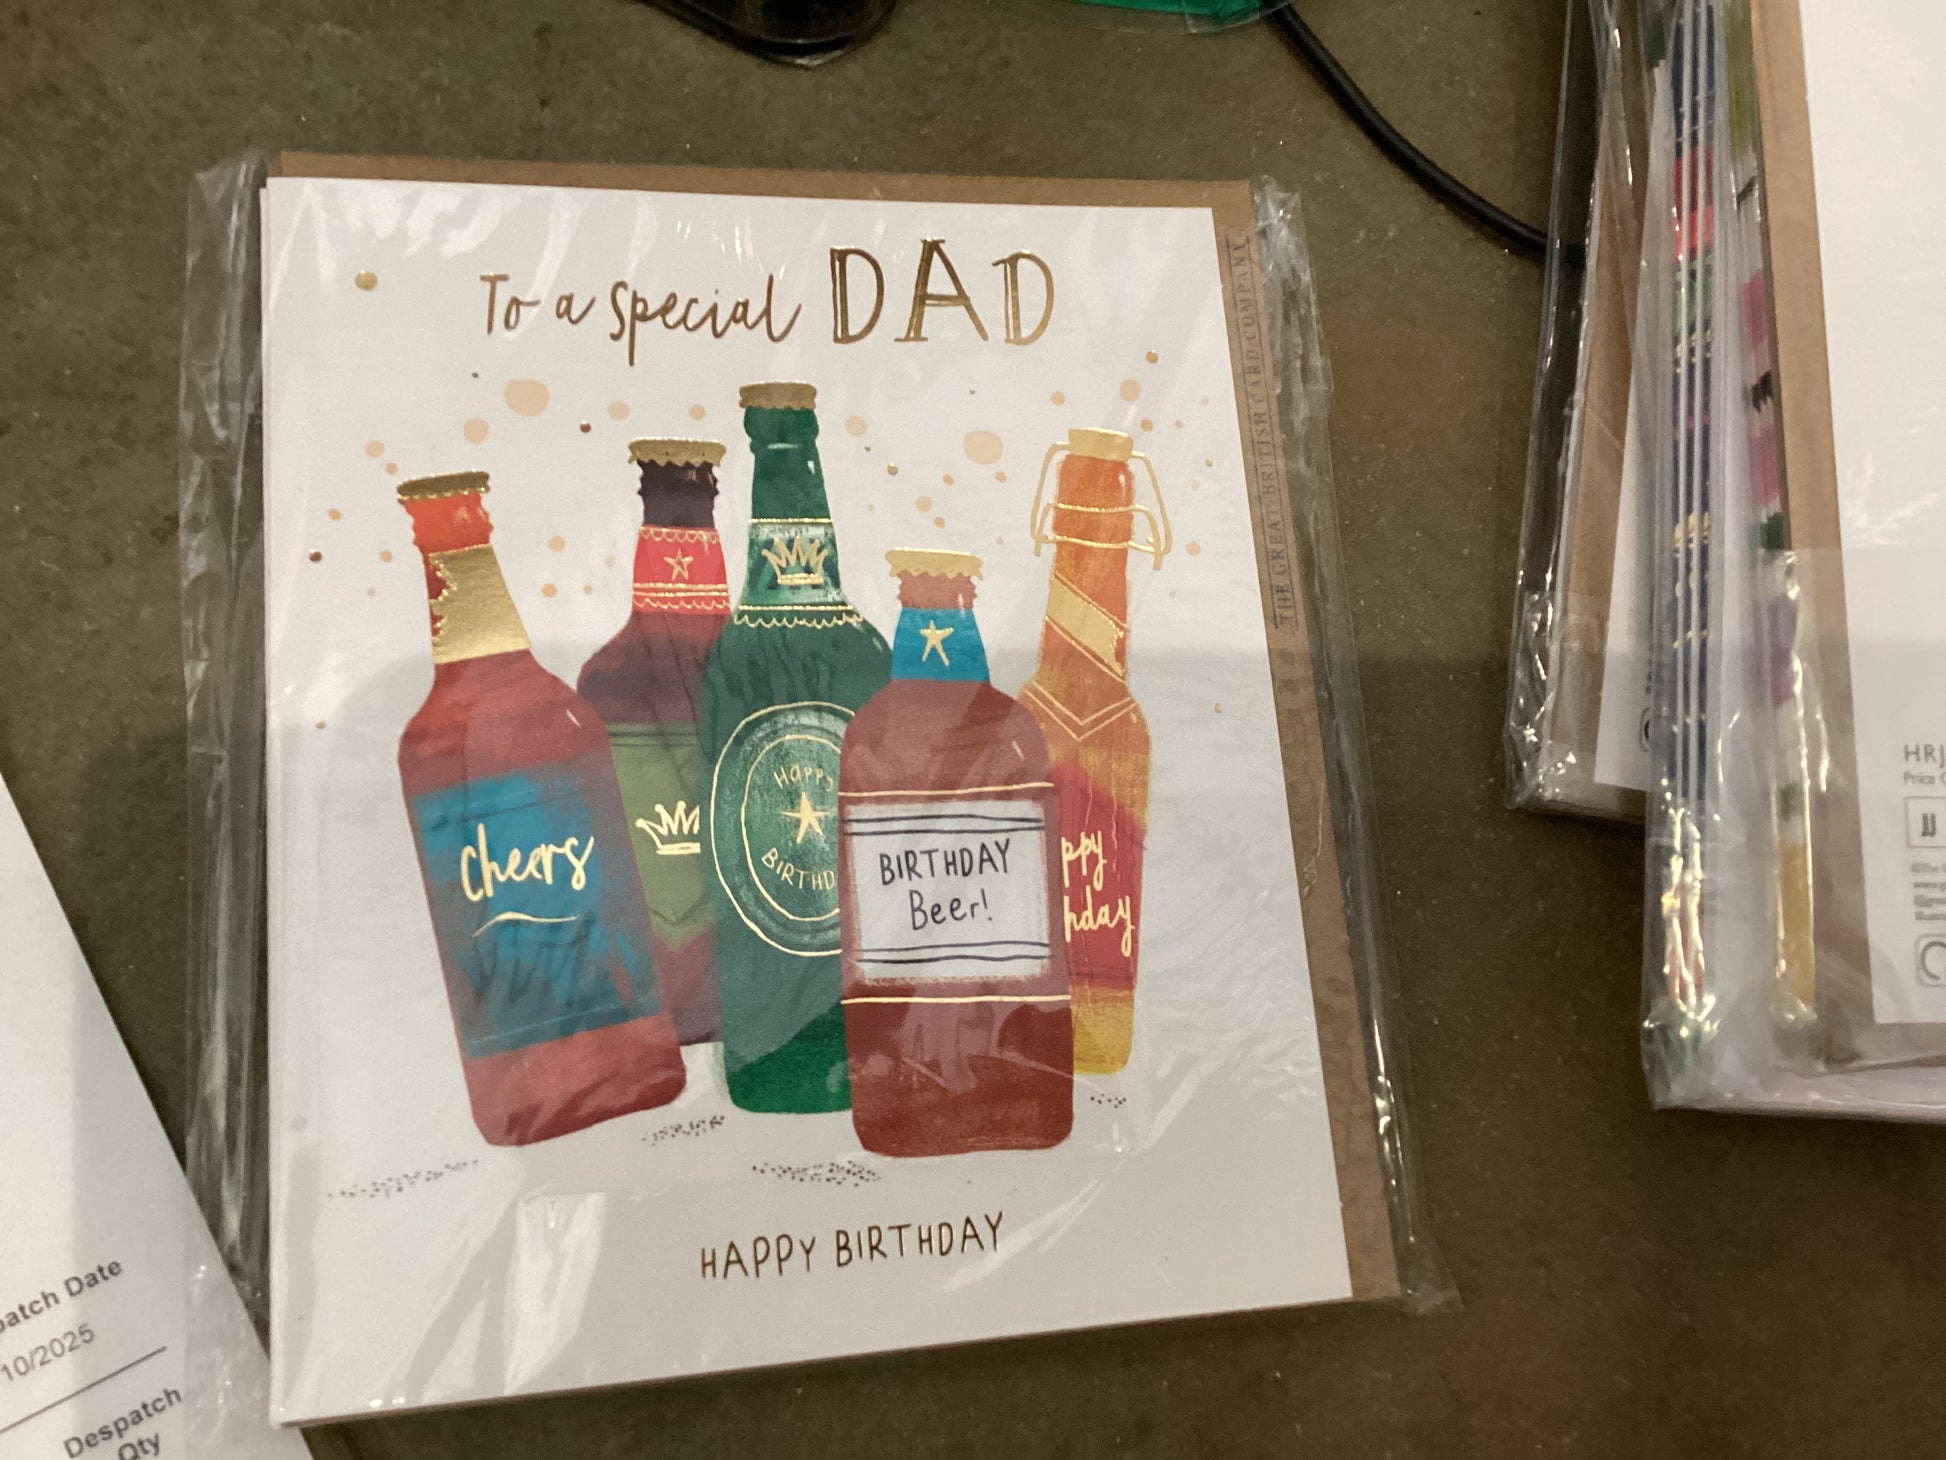 To a special DAD
Cheers
HAPPY
BIRTHD
BIRTHDAY
Beer!
ppy
hday
HAPPY BIRTHDAY
THE GREAT BRITISH CARD COMPANY
patch Date
10/2025
Despatch
Qty
HRJ
Price